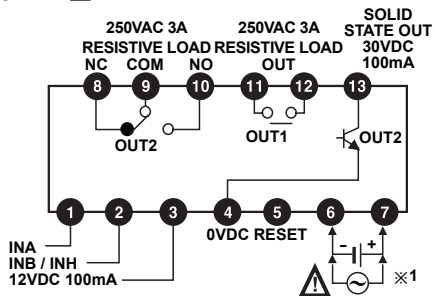 250VAC 3A
RESISTIVE LOAD
250VAC 3A
RESISTIVE LOAD
SOLID
STATE OUT
30VDC
100mA
NC COM NO
OUT
8 9 10 11 12 13
OUT2
OUT1
OUT2
1 2 3 4 5 6 7
0VDC RESET
INA
INB / INH
12VDC 100mA
- +
※1